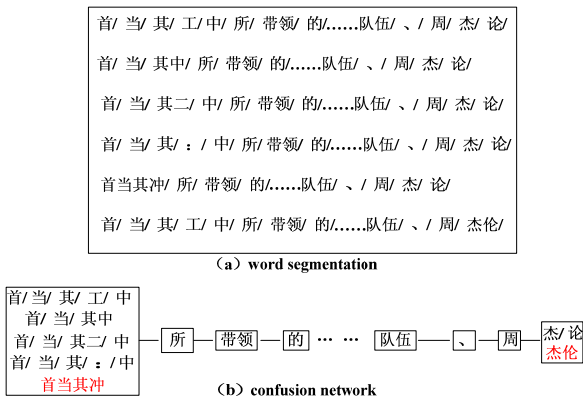 首/ 当/ 其/ 工/ 中/ 所/ 带领/ 的/……队伍/ 、/ 周/ 杰/ 论/
首/ 当/ 其中/ 所/ 带领/ 的/……队伍/ 、/ 周/ 杰/ 论/
首/ 当/ 其二/ 中/ 所/ 带领/ 的/……队伍/ 、/ 周/ 杰/ 论/
首/ 当/ 其/ ：/ 中/ 所/ 带领/ 的/……队伍/ 、/ 周/ 杰/ 论/
首当其冲/ 所/ 带领/ 的/……队伍/ 、/ 周/ 杰/ 论/
首/ 当/ 其/ 工/ 中/ 所/ 带领/ 的/……队伍/ 、/ 周/ 杰伦/
（a）word segmentation
首/ 当/ 其/ 工/ 中
首/ 当/ 其中
首/ 当/ 其二/ 中
首/ 当/ 其/ ：/ 中
首当其冲
所 带领 的 …… 队伍 、 周
杰/ 论
杰伦
（b）confusion network